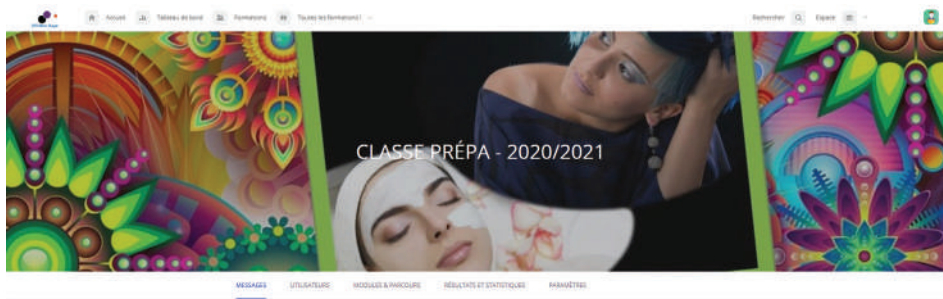 Accueil Tableau de bord Formations Toutes les formations ! Rechercher Espace
CLASSE PRÉPA - 2020/2021
MESSAGES UTILISATEURS MODULES & PARCOURS RÉSULTATS ET STATISTIQUES PARAMÈTRES